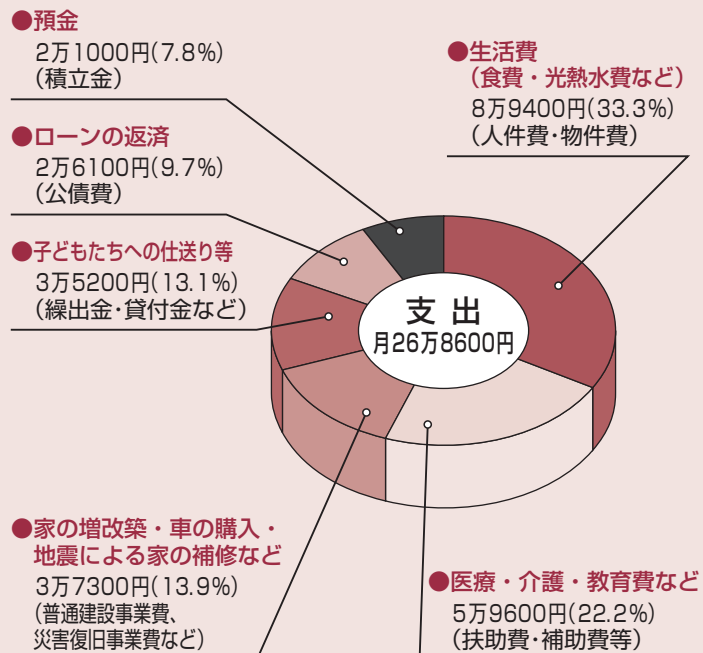 ●預金
2万1000円(7.8%)
(積立金)
●ローンの返済
2万6100円(9.7%)
(公債費)
●子どもたちへの仕送り等
3万5200円(13.1%)
(繰出金・貸付金など)
●家の増改築・車の購入・
地震による家の補修など
3万7300円(13.9%)
(普通建設事業費、
災害復旧事業費など)
●生活費
(食費・光熱水費など)
8万9400円(33.3%)
(人件費・物件費)
支出
月26万8600円
●医療・介護・教育費など
5万9600円(22.2%)
(扶助費・補助費等)